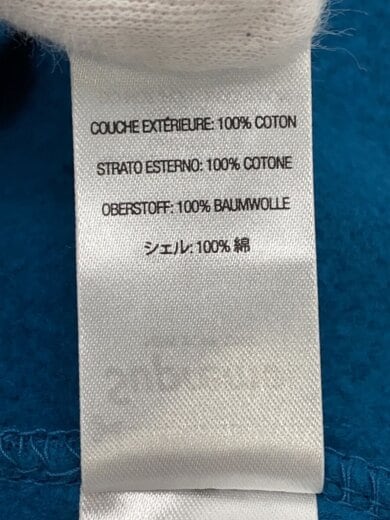 COUCHE EXTÉRIEURE: 100% COTON
STRATO ESTERNO: 100% COTONE
OBERSTOFF: 100% BAUMWOLLE
シェル: 100% 綿